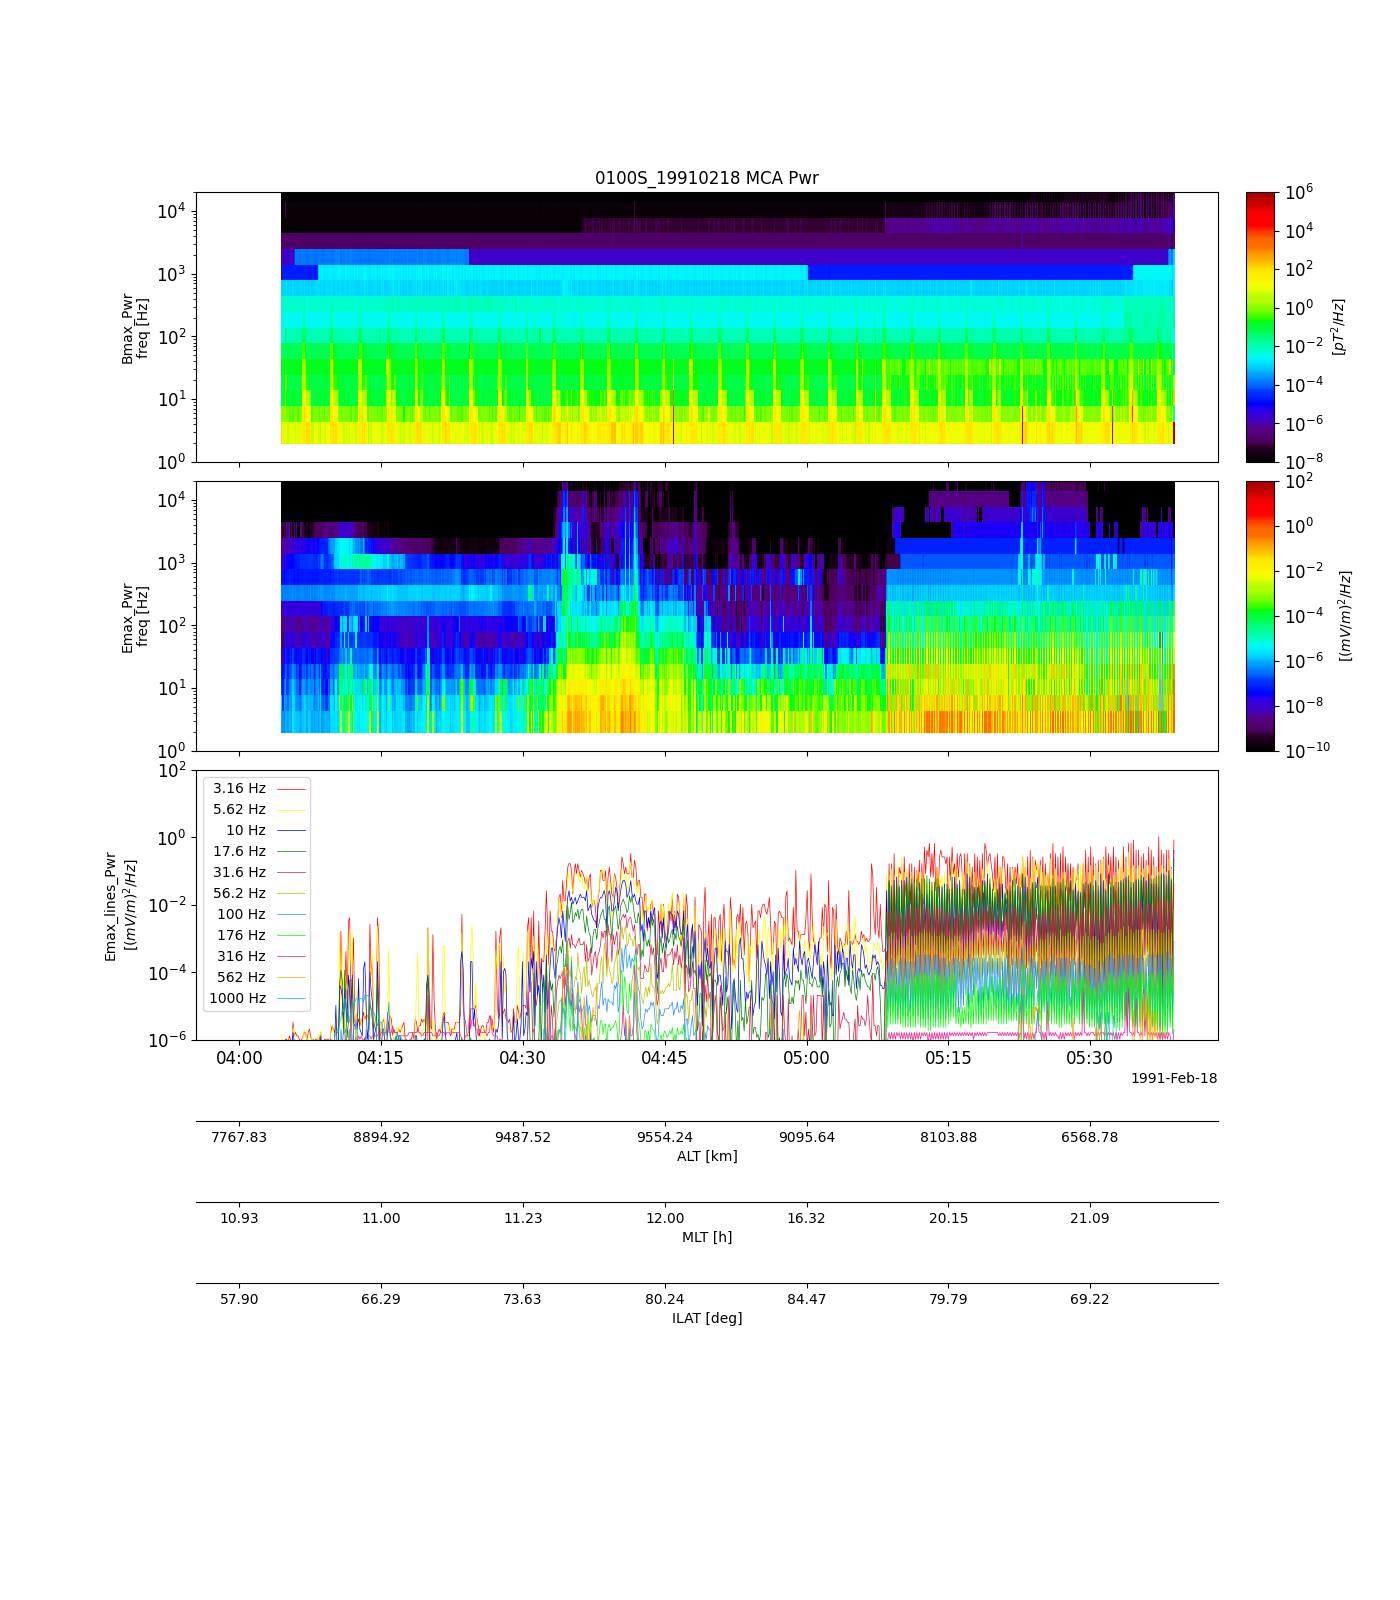 0100S_19910218 MCA Pwr
10^4
10^3
10^2
10^1
10^0
Bmax_Pwr
freq [Hz]
10^6
10^4
10^2
10^0
10^-2
10^-4
10^-6
10^-8
[pT^2/Hz]
10^4
10^3
10^2
10^1
10^0
Emax_Pwr
freq [Hz]
10^2
10^0
10^-2
10^-4
10^-6
10^-8
10^-10
[(mV/m)^2/Hz]
10^2
10^0
10^-2
10^-4
10^-6
Emax_lines_Pwr
[(mV/m)^2/Hz]
3.16 Hz
5.62 Hz
10 Hz
17.6 Hz
31.6 Hz
56.2 Hz
100 Hz
176 Hz
316 Hz
562 Hz
1000 Hz
04:00 04:15 04:30 04:45 05:00 05:15 05:30
1991-Feb-18
7767.83 8894.92 9487.52 9554.24 9095.64 8103.88 6568.78
ALT [km]
10.93 11.00 11.23 12.00 16.32 20.15 21.09
MLT [h]
57.90 66.29 73.63 80.24 84.47 79.79 69.22
ILAT [deg]